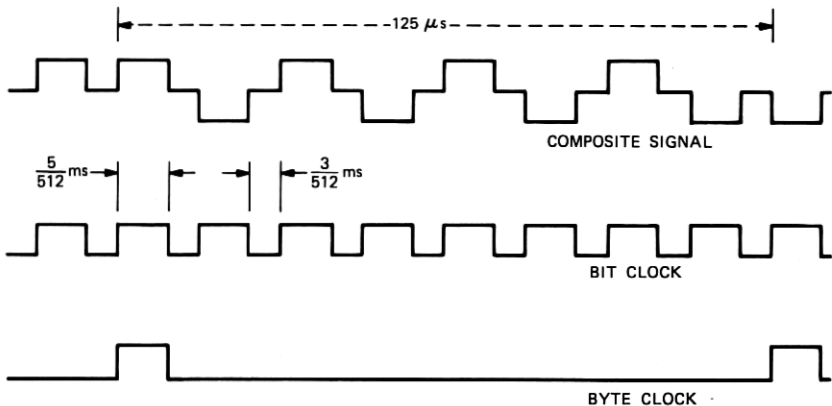 125 μs
COMPOSITE SIGNAL
5/512 ms
3/512 ms
BIT CLOCK
BYTE CLOCK